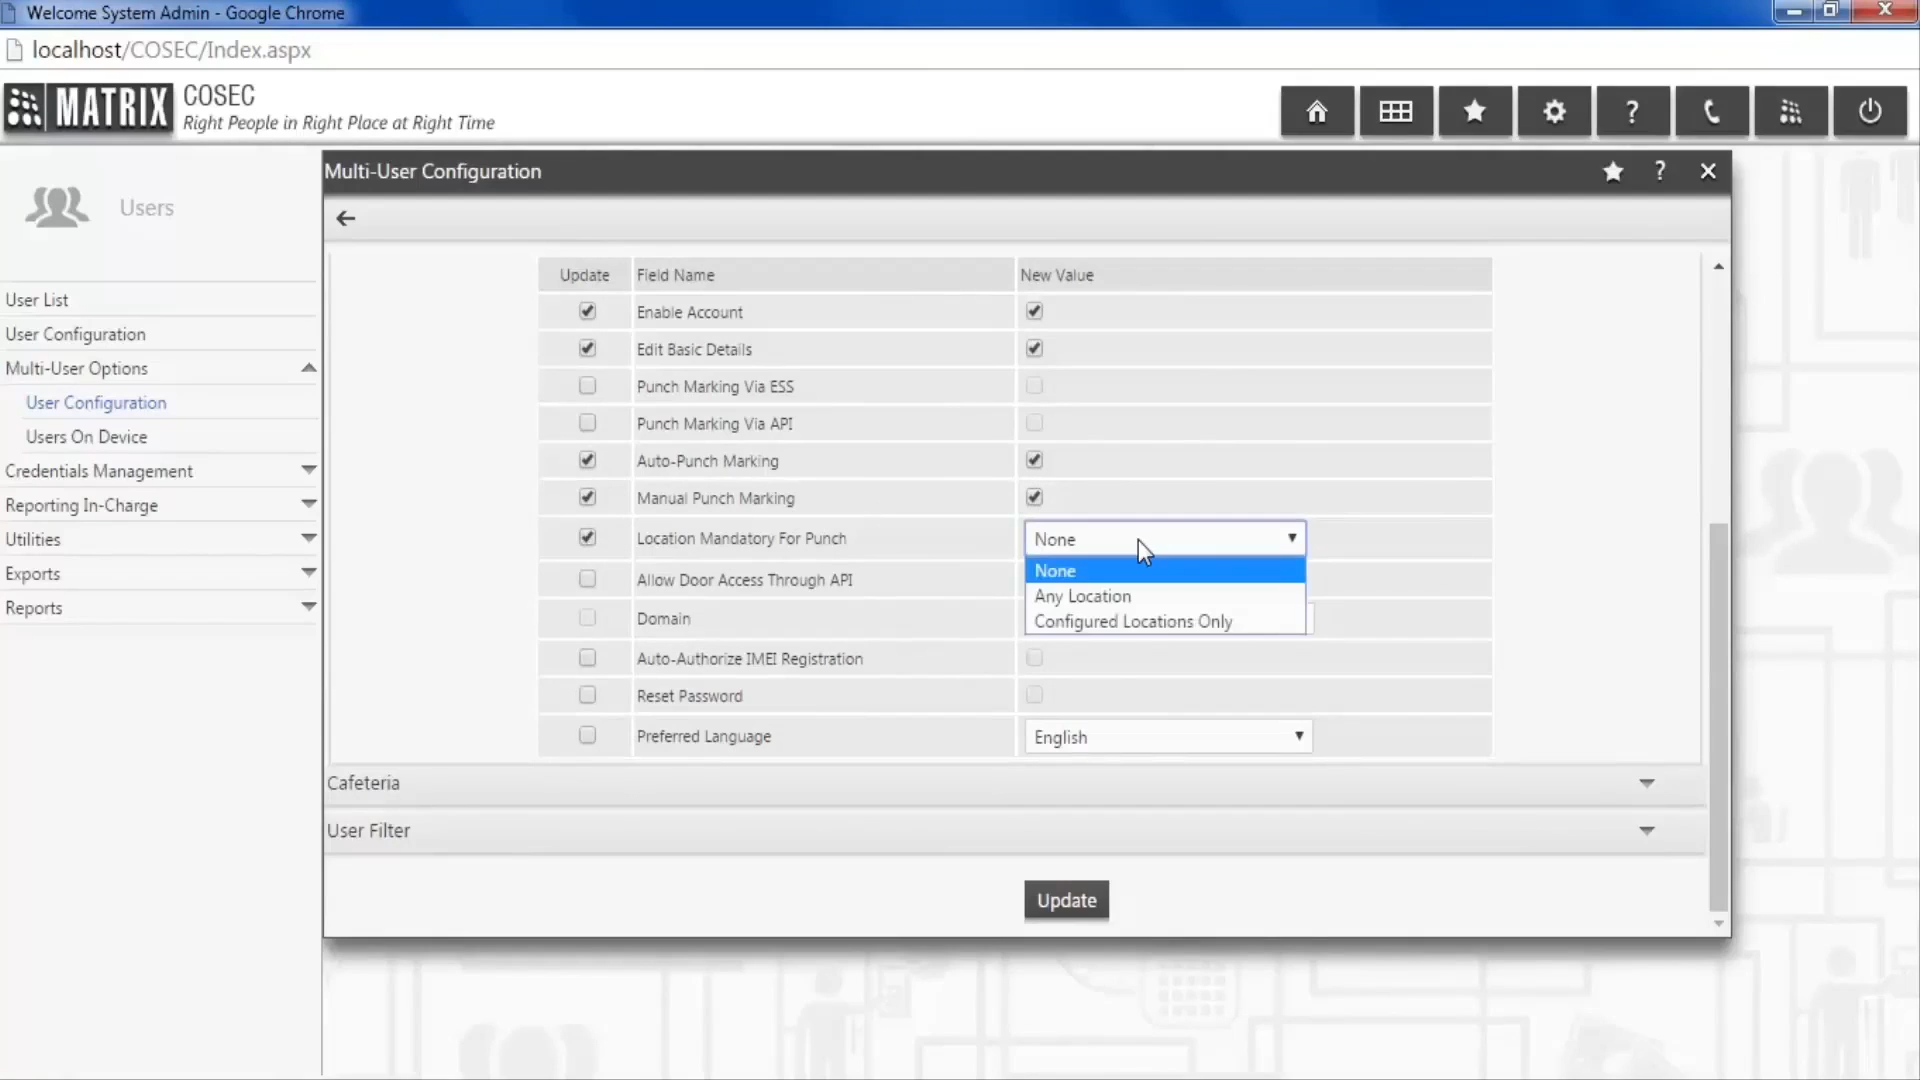 Welcome System Admin - Google Chrome
localhost/COSEC/Index.aspx
MATRIX
COSEC
Right People in Right Place at Right Time
?
Users
User List
User Configuration
Multi-User Options
User Configuration
Users On Device
Credentials Management
Reporting In-Charge
Utilities
Exports
Reports
Multi-User Configuration
?
Update Field Name New Value
Enable Account
Edit Basic Details
Punch Marking Via ESS
Punch Marking Via API
Auto-Punch Marking
Manual Punch Marking
Location Mandatory For Punch None
None
Any Location
Configured Locations Only
Allow Door Access Through API
Domain
Auto-Authorize IMEI Registration
Reset Password
Preferred Language English
Cafeteria
User Filter
Update